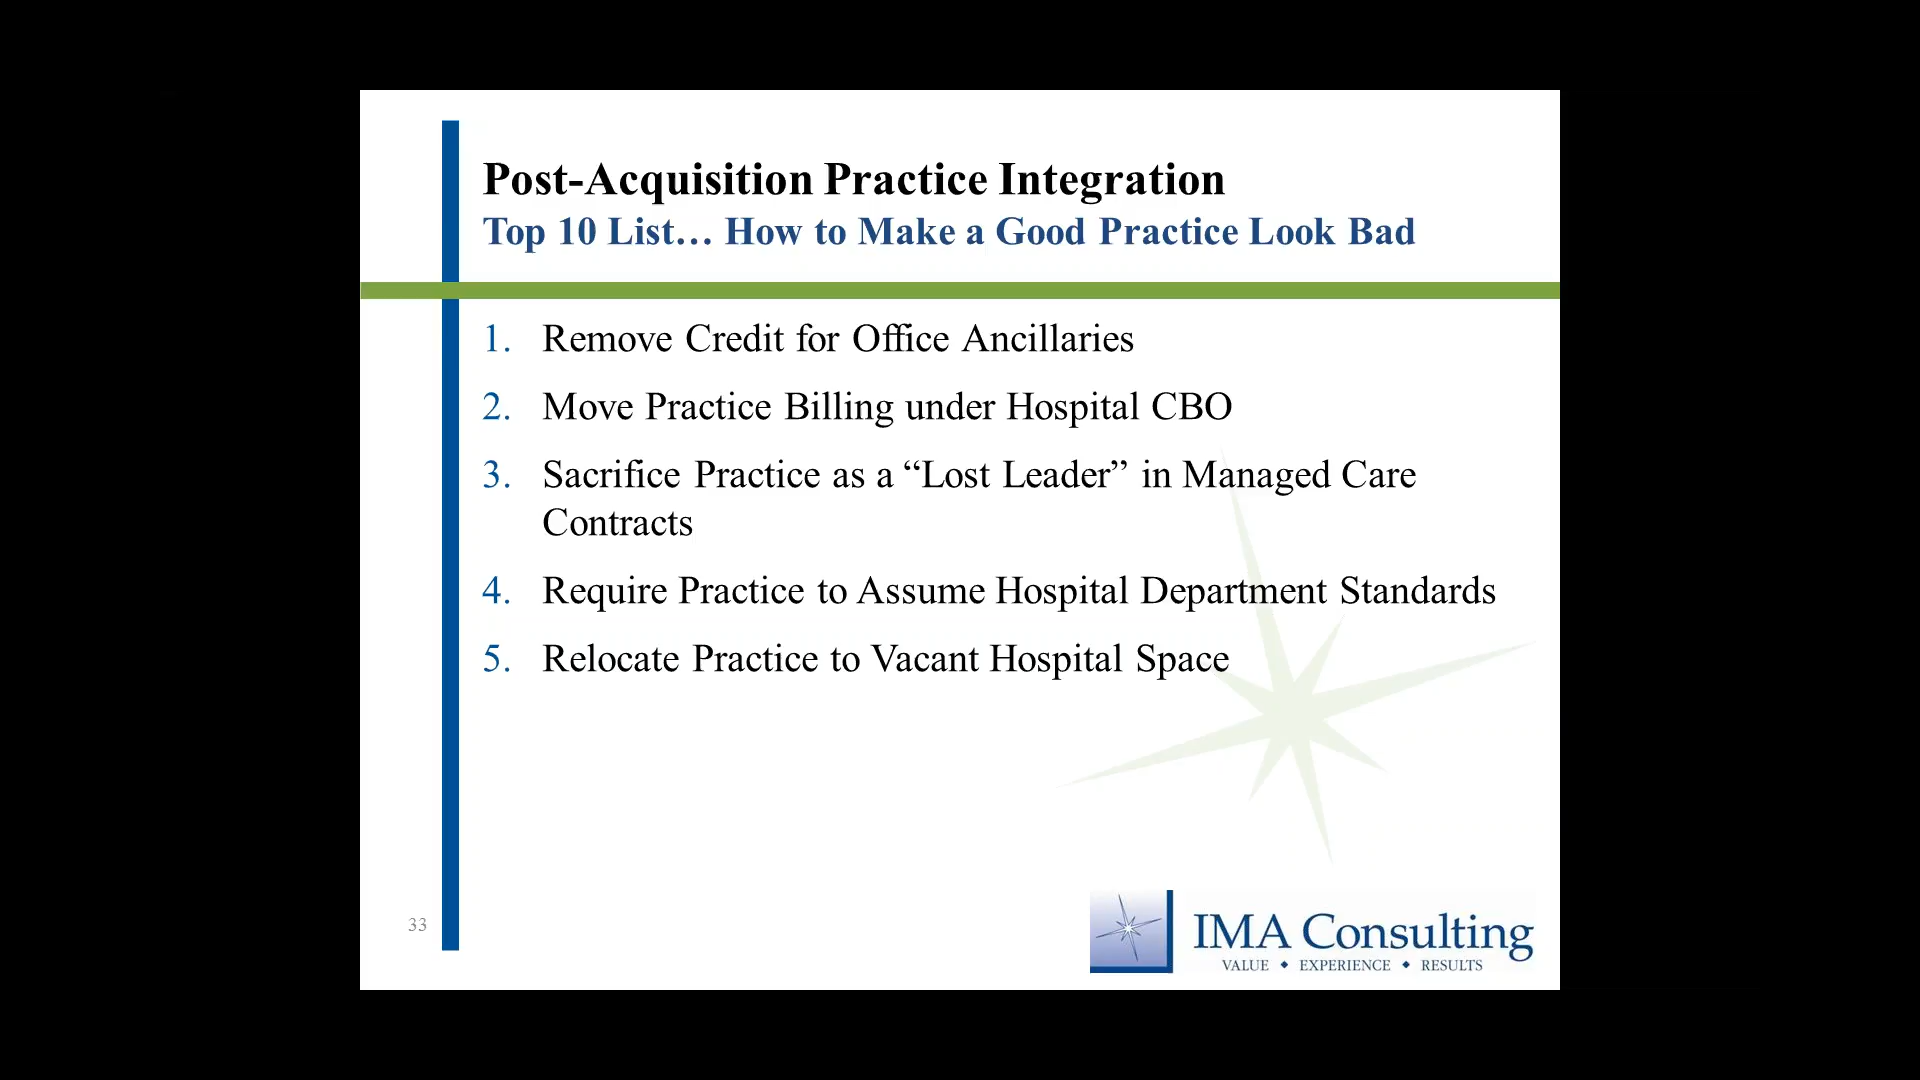 Post-Acquisition Practice Integration
Top 10 List… How to Make a Good Practice Look Bad
1. Remove Credit for Office Ancillaries
2. Move Practice Billing under Hospital CBO
3. Sacrifice Practice as a “Lost Leader” in Managed Care
Contracts
4. Require Practice to Assume Hospital Department Standards
5. Relocate Practice to Vacant Hospital Space
33
IMA Consulting
VALUE ◆ EXPERIENCE ◆ RESULTS